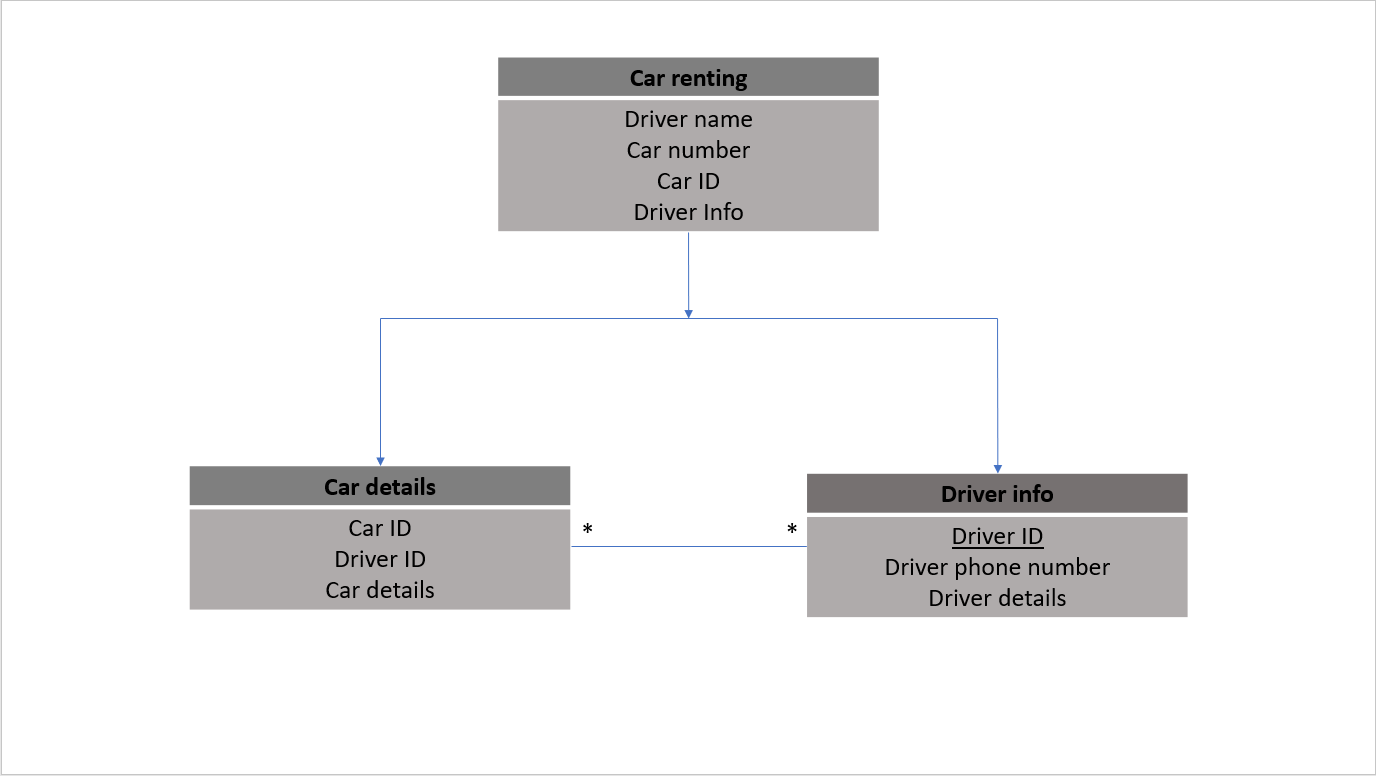 Car renting
Driver name
Car number
Car ID
Driver Info
Car details
Car ID
Driver ID
Car details
*
*
Driver info
Driver ID
Driver phone number
Driver details